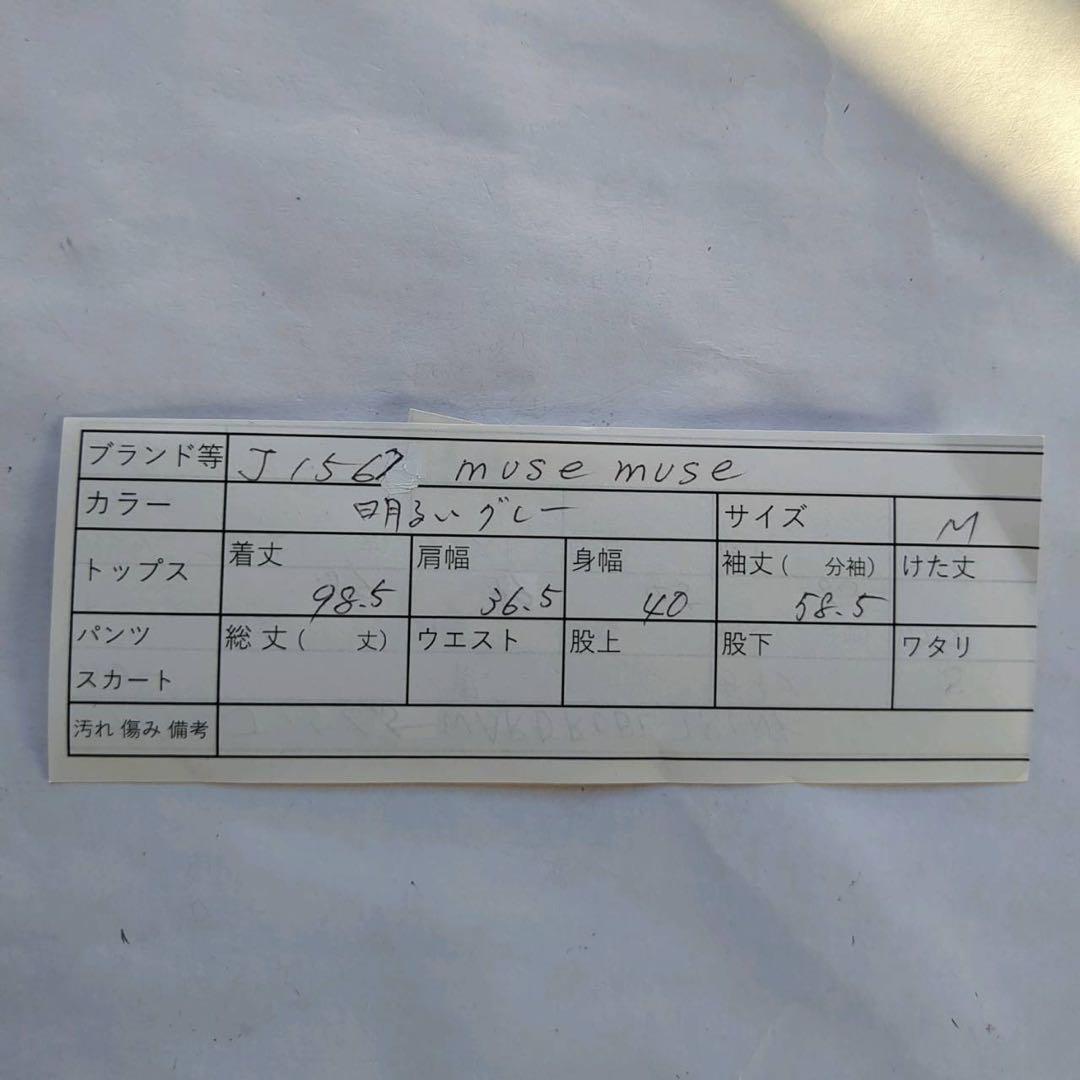 ブランド等 J1567 muse muse
カラー 明るいグレー サイズ M
トップス 着丈 98.5 肩幅 36.5 身幅 40 袖丈( 分袖) 58.5 けた丈
パンツ スカート 総丈( 丈) ウエスト 股上 股下 ワタリ
汚れ 傷み 備考